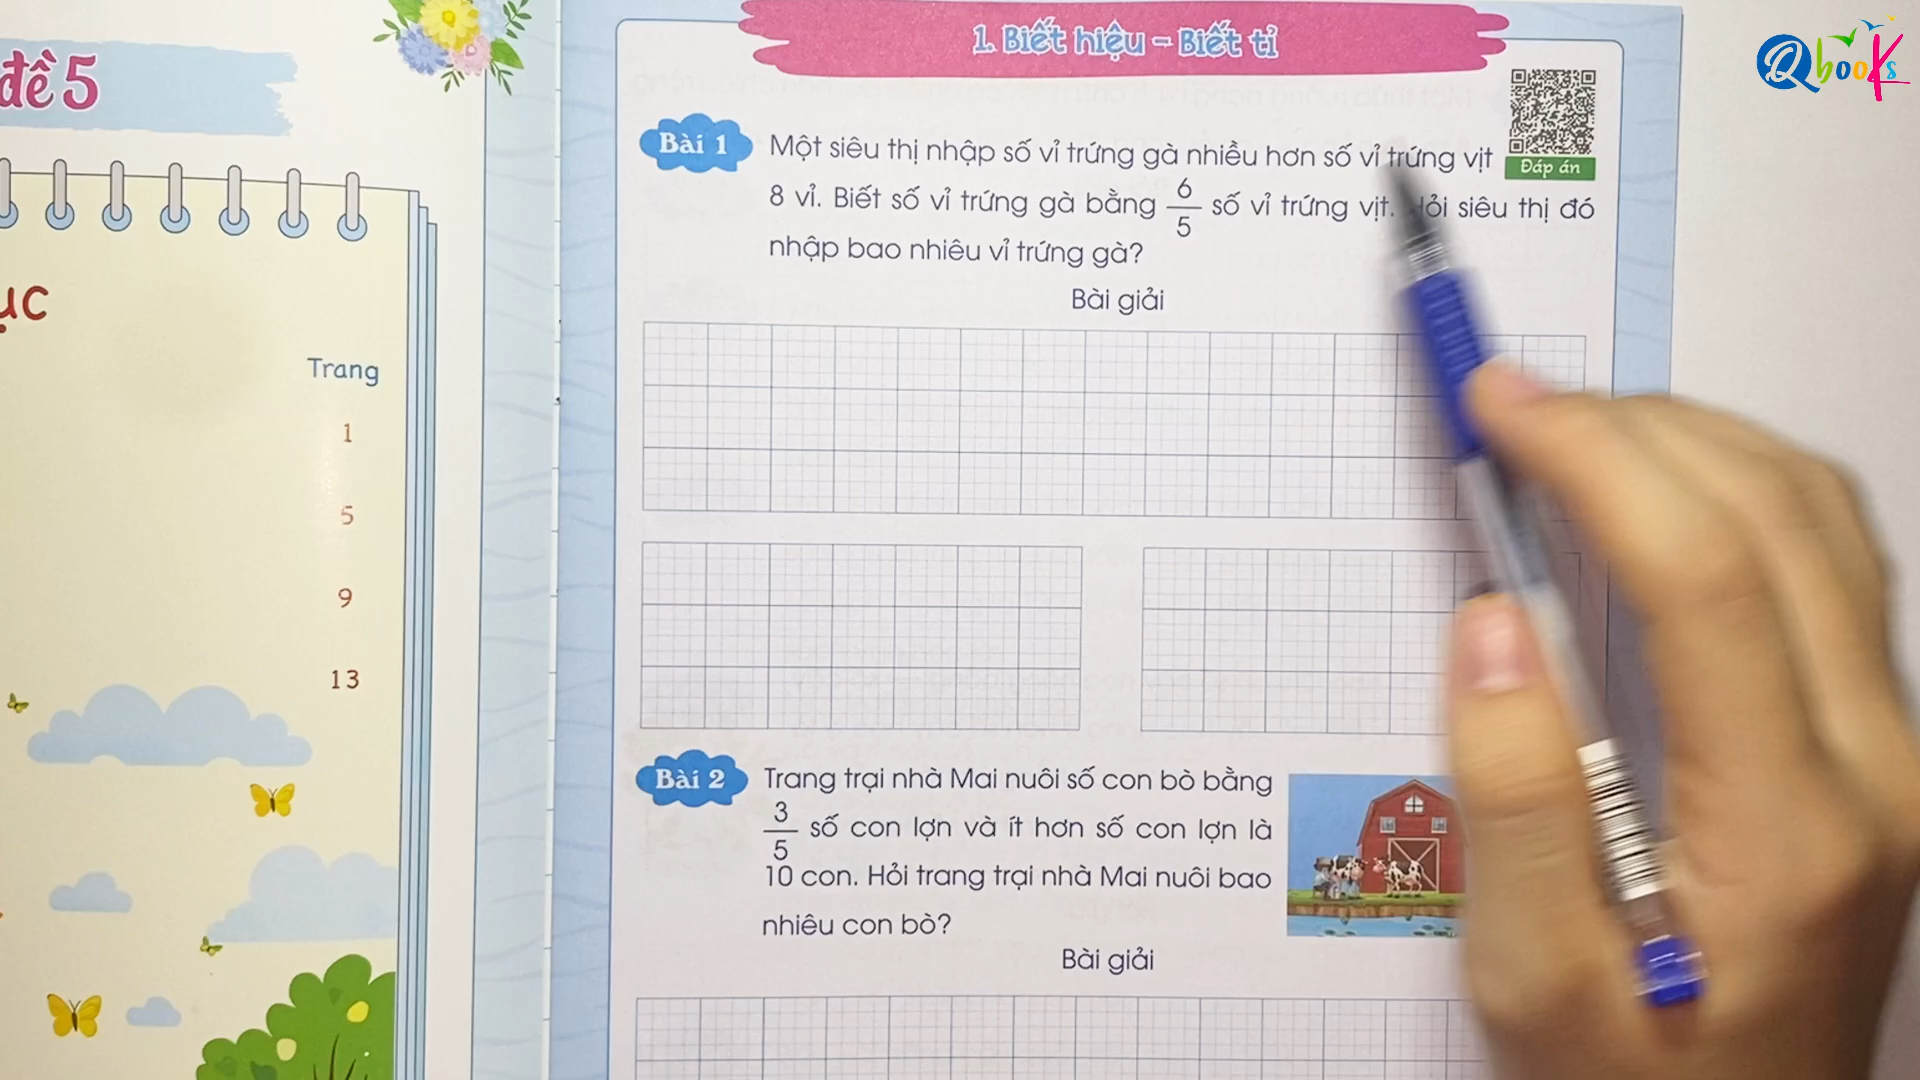 đề 5
ục
Trang
1
5
9
13
1. Biết hiệu - Biết tỉ
Bài 1 Một siêu thị nhập số vỉ trứng gà nhiều hơn số vỉ trứng vịt
8 vỉ. Biết số vỉ trứng gà bằng 6/5 số vỉ trứng vịt. siêu thị đó
nhập bao nhiêu vỉ trứng gà?
Đáp án
Bài giải
Bài 2 Trang trại nhà Mai nuôi số con bò bằng
3/5 số con lợn và ít hơn số con lợn là
10 con. Hỏi trang trại nhà Mai nuôi bao
nhiêu con bò?
Bài giải
Qbooks